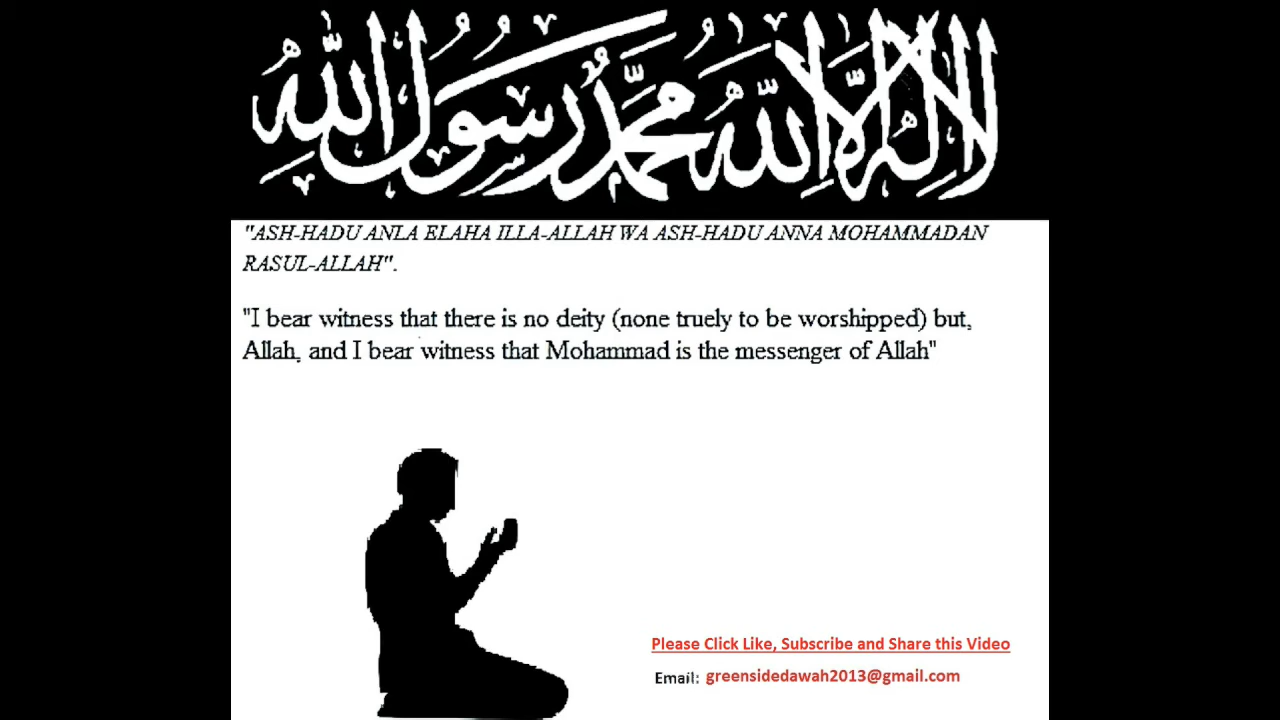 لا إله إلا الله محمد رسول الله
"ASH-HADU ANLA ELAHA ILLA-ALLAH WA ASH-HADU ANNA MOHAMMADAN
RASUL-ALLAH".
"I bear witness that there is no deity (none truely to be worshipped) but,
Allah, and I bear witness that Mohammad is the messenger of Allah"
Please Click Like, Subscribe and Share this Video
Email: greensidedawah2013@gmail.com